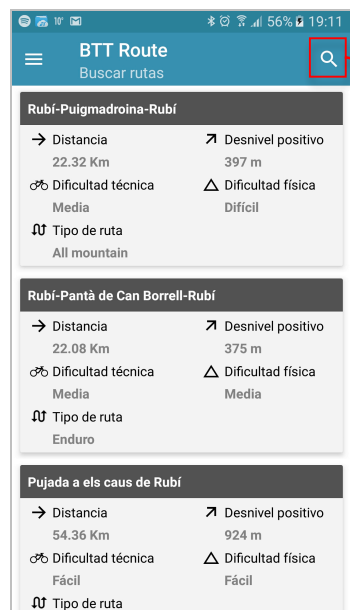 10° 56% 19:11
BTT Route
Buscar rutas
Rubí-Puigmadroina-Rubí
Distancia Desnivel positivo
22.32 Km 397 m
Dificultad técnica Dificultad física
Media Difícil
Tipo de ruta
All mountain
Rubí-Pantà de Can Borrell-Rubí
Distancia Desnivel positivo
22.08 Km 375 m
Dificultad técnica Dificultad física
Media Media
Tipo de ruta
Enduro
Pujada a els caus de Rubí
Distancia Desnivel positivo
54.36 Km 924 m
Dificultad técnica Dificultad física
Fácil Fácil
Tipo de ruta